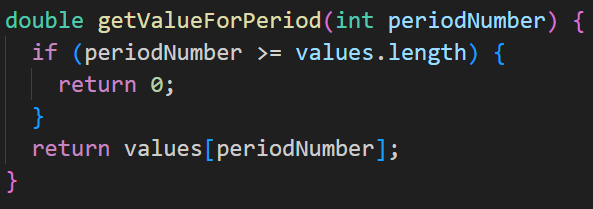 double getValueForPeriod(int periodNumber) {
  if (periodNumber >= values.length) {
    return 0;
  }
  return values[periodNumber];
}